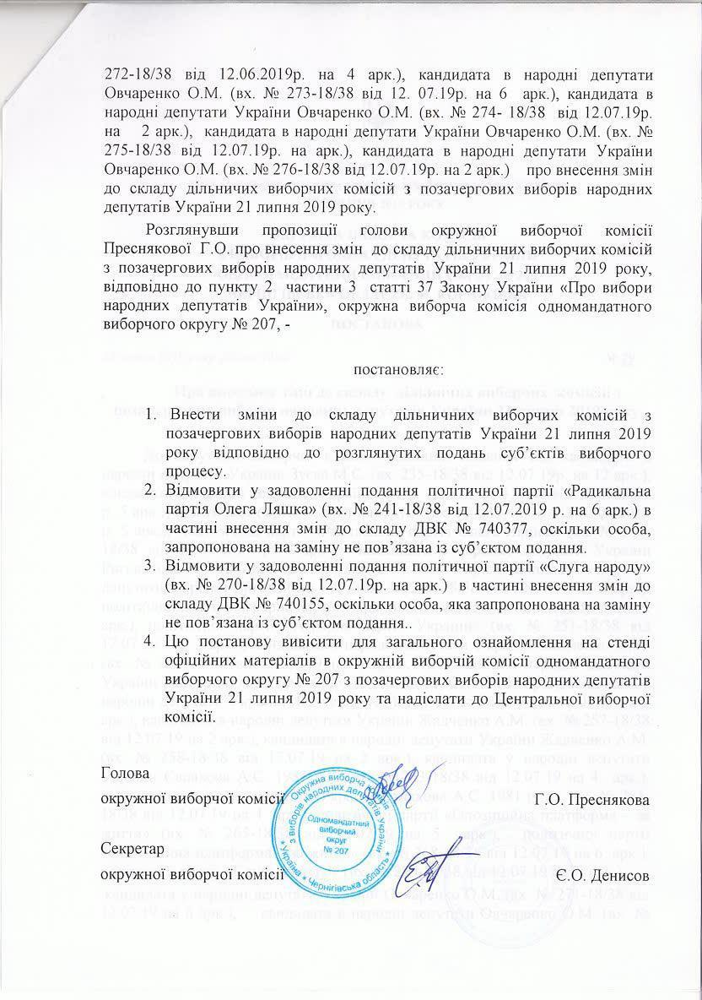 272-18/38 від 12.06.2019р. на 4 арк.), кандидата в народні депутати
Овчаренко О.М. (вх. № 273-18/38 від 12. 07.19р. на 6 арк.), кандидата в
народні депутати України Овчаренко О.М. (вх. № 274- 18/38 від 12.07.19р.
на 2 арк.), кандидата в народні депутати України Овчаренко О.М. (вх. №
275-18/38 від 12.07.19р. на арк.), кандидата в народні депутати України
Овчаренко О.М. (вх. № 276-18/38 від 12.07.19р. на 2 арк.) про внесення змін
до складу дільничих виборчих комісій з позачергових виборів народних
депутатів України 21 липня 2019 року.
Розглянувши пропозиції голови окружної виборчої комісії
Преснякової Г.О. про внесення змін до складу дільничних виборчих комісій
з позачергових виборів народних депутатів України 21 липня 2019 року,
відповідно до пункту 2 частини 3 статті 37 Закону України «Про вибори
народних депутатів України», окружна виборча комісія одномандатного
виборчого округу № 207, -
постановляє:
1. Внести зміни до складу дільничних виборчих комісій з
позачергових виборів народних депутатів України 21 липня 2019
року відповідно до розглянутих подань суб’єктів виборчого
процесу.
2. Відмовити у задоволенні подання політичної партії «Радикальна
партія Олега Ляшка» (вх. № 241-18/38 від 12.07.2019 р. на 6 арк.) в
частині внесення змін до складу ДВК № 740377, оскільки особа,
запропонована на заміну не пов’язана із суб’єктом подання.
3. Відмовити у задоволенні подання політичної партії «Слуга народу»
(вх. № 270-18/38 від 12.07.19р. на арк.) в частині внесення змін до
складу ДВК № 740155, оскільки особа, яка запропонована на заміну
не пов’язана із суб’єктом подання..
4. Цю постанову вивісити для загального ознайомлення на стенді
офіційних матеріалів в окружній виборчій комісії одномандатного
виборчого округу № 207 з позачергових виборів народних депутатів
України 21 липня 2019 року та надіслати до Центральної виборчої
комісії.
Голова
окружної виборчої комісії Г.О. Преснякова
Окружна виборча комісія
з виборів народних депутатів України
Одномандатний
виборчий
округ
№ 207
* Україна * Чернігівська область *
Секретар
окружної виборчої комісії Є.О. Денисов